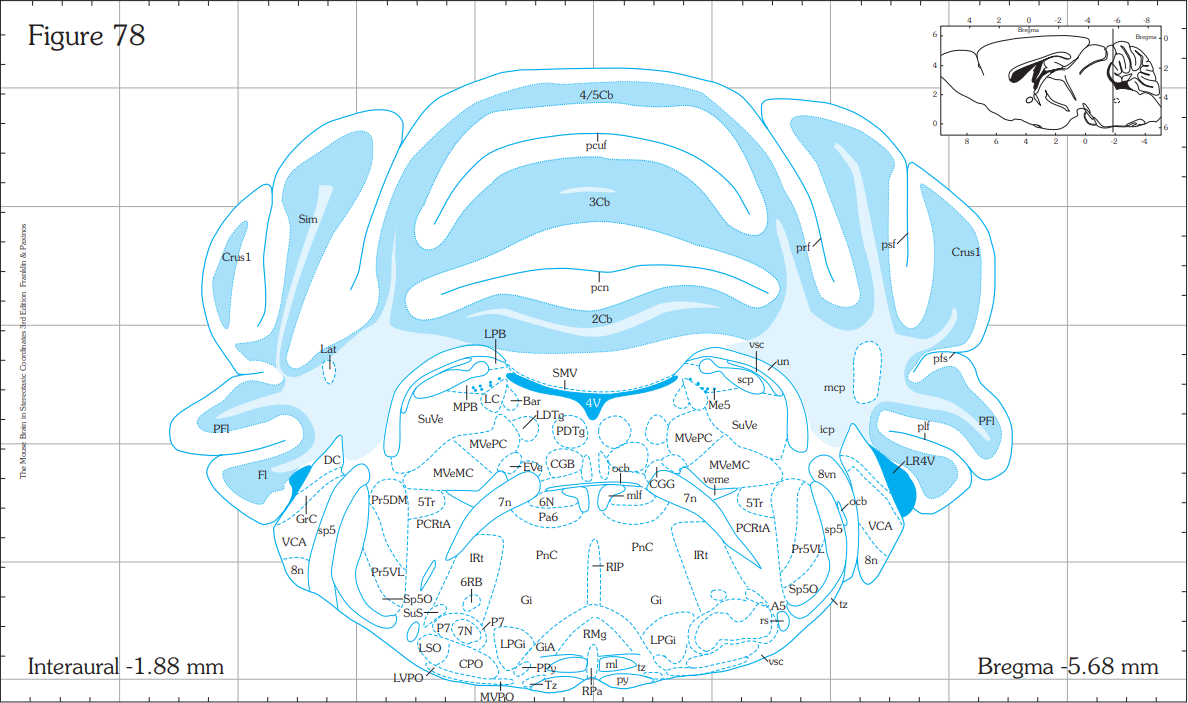 Figure 78
4 2 0 -2 -4 -6 -8
Bregma
Bregma
6
4
2
0
0
2
4
6
8 6 4 2 0 -2 -4
4/5Cb
pcuf
3Cb
Sim
prf
psf
Crus1
Crus1
pcn
2Cb
LPB
vsc
Lat
un
pfs
SMV
scp
mcp
MPB
LC
Bar
4V
Me5
LDTg
SuVe
PDTg
SuVe
icp
plf
PFl
PFl
MVePC
MVePC
DC
EVe
CGB
ocb
MVeMC
MVeMC
LR4V
Fl
veme
CGG
8vn
Pr5DM
5Tr
7n
6N
mlf
7n
5Tr
ocb
GrC
sp5
PCRtA
Pa6
PCRtA
sp5
VCA
VCA
PnC
PnC
Pr5VL
IRt
IRt
8n
Pr5VL
RIP
8n
6RB
Sp5O
Sp5O
Gi
Gi
A5
tz
SuS
rs
P7
7N
P7
RMg
LSO
LPGi
GiA
LPGi
CPO
PPy
ml
tz
vsc
LVPO
Tz
py
MVPO
RPa
Interaural -1.88 mm
Bregma -5.68 mm
The Mouse Brain in Stereotaxic Coordinates 3rd Edition Franklin & Paxinos